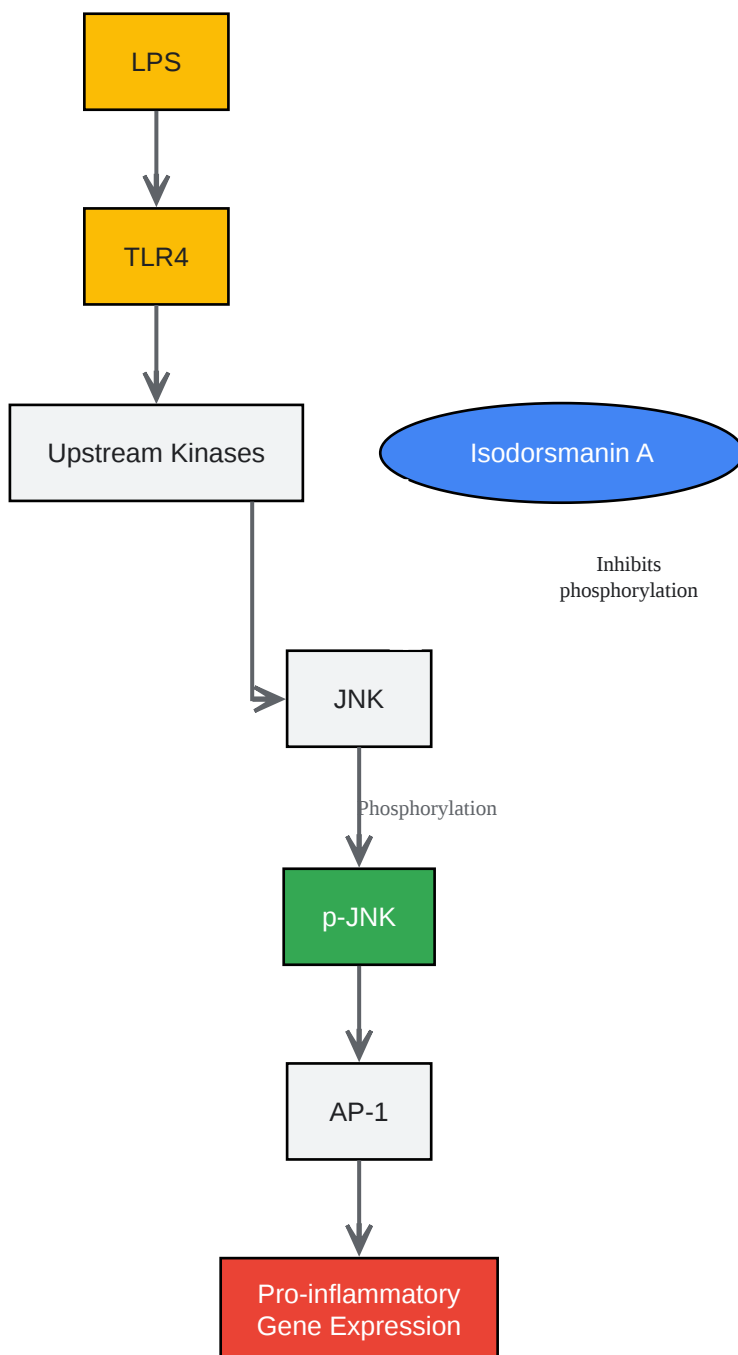 LPS
TLR4
Upstream Kinases
Isodorsmanin A
Inhibits
phosphorylation
JNK
Phosphorylation
p-JNK
AP-1
Pro-inflammatory
Gene Expression